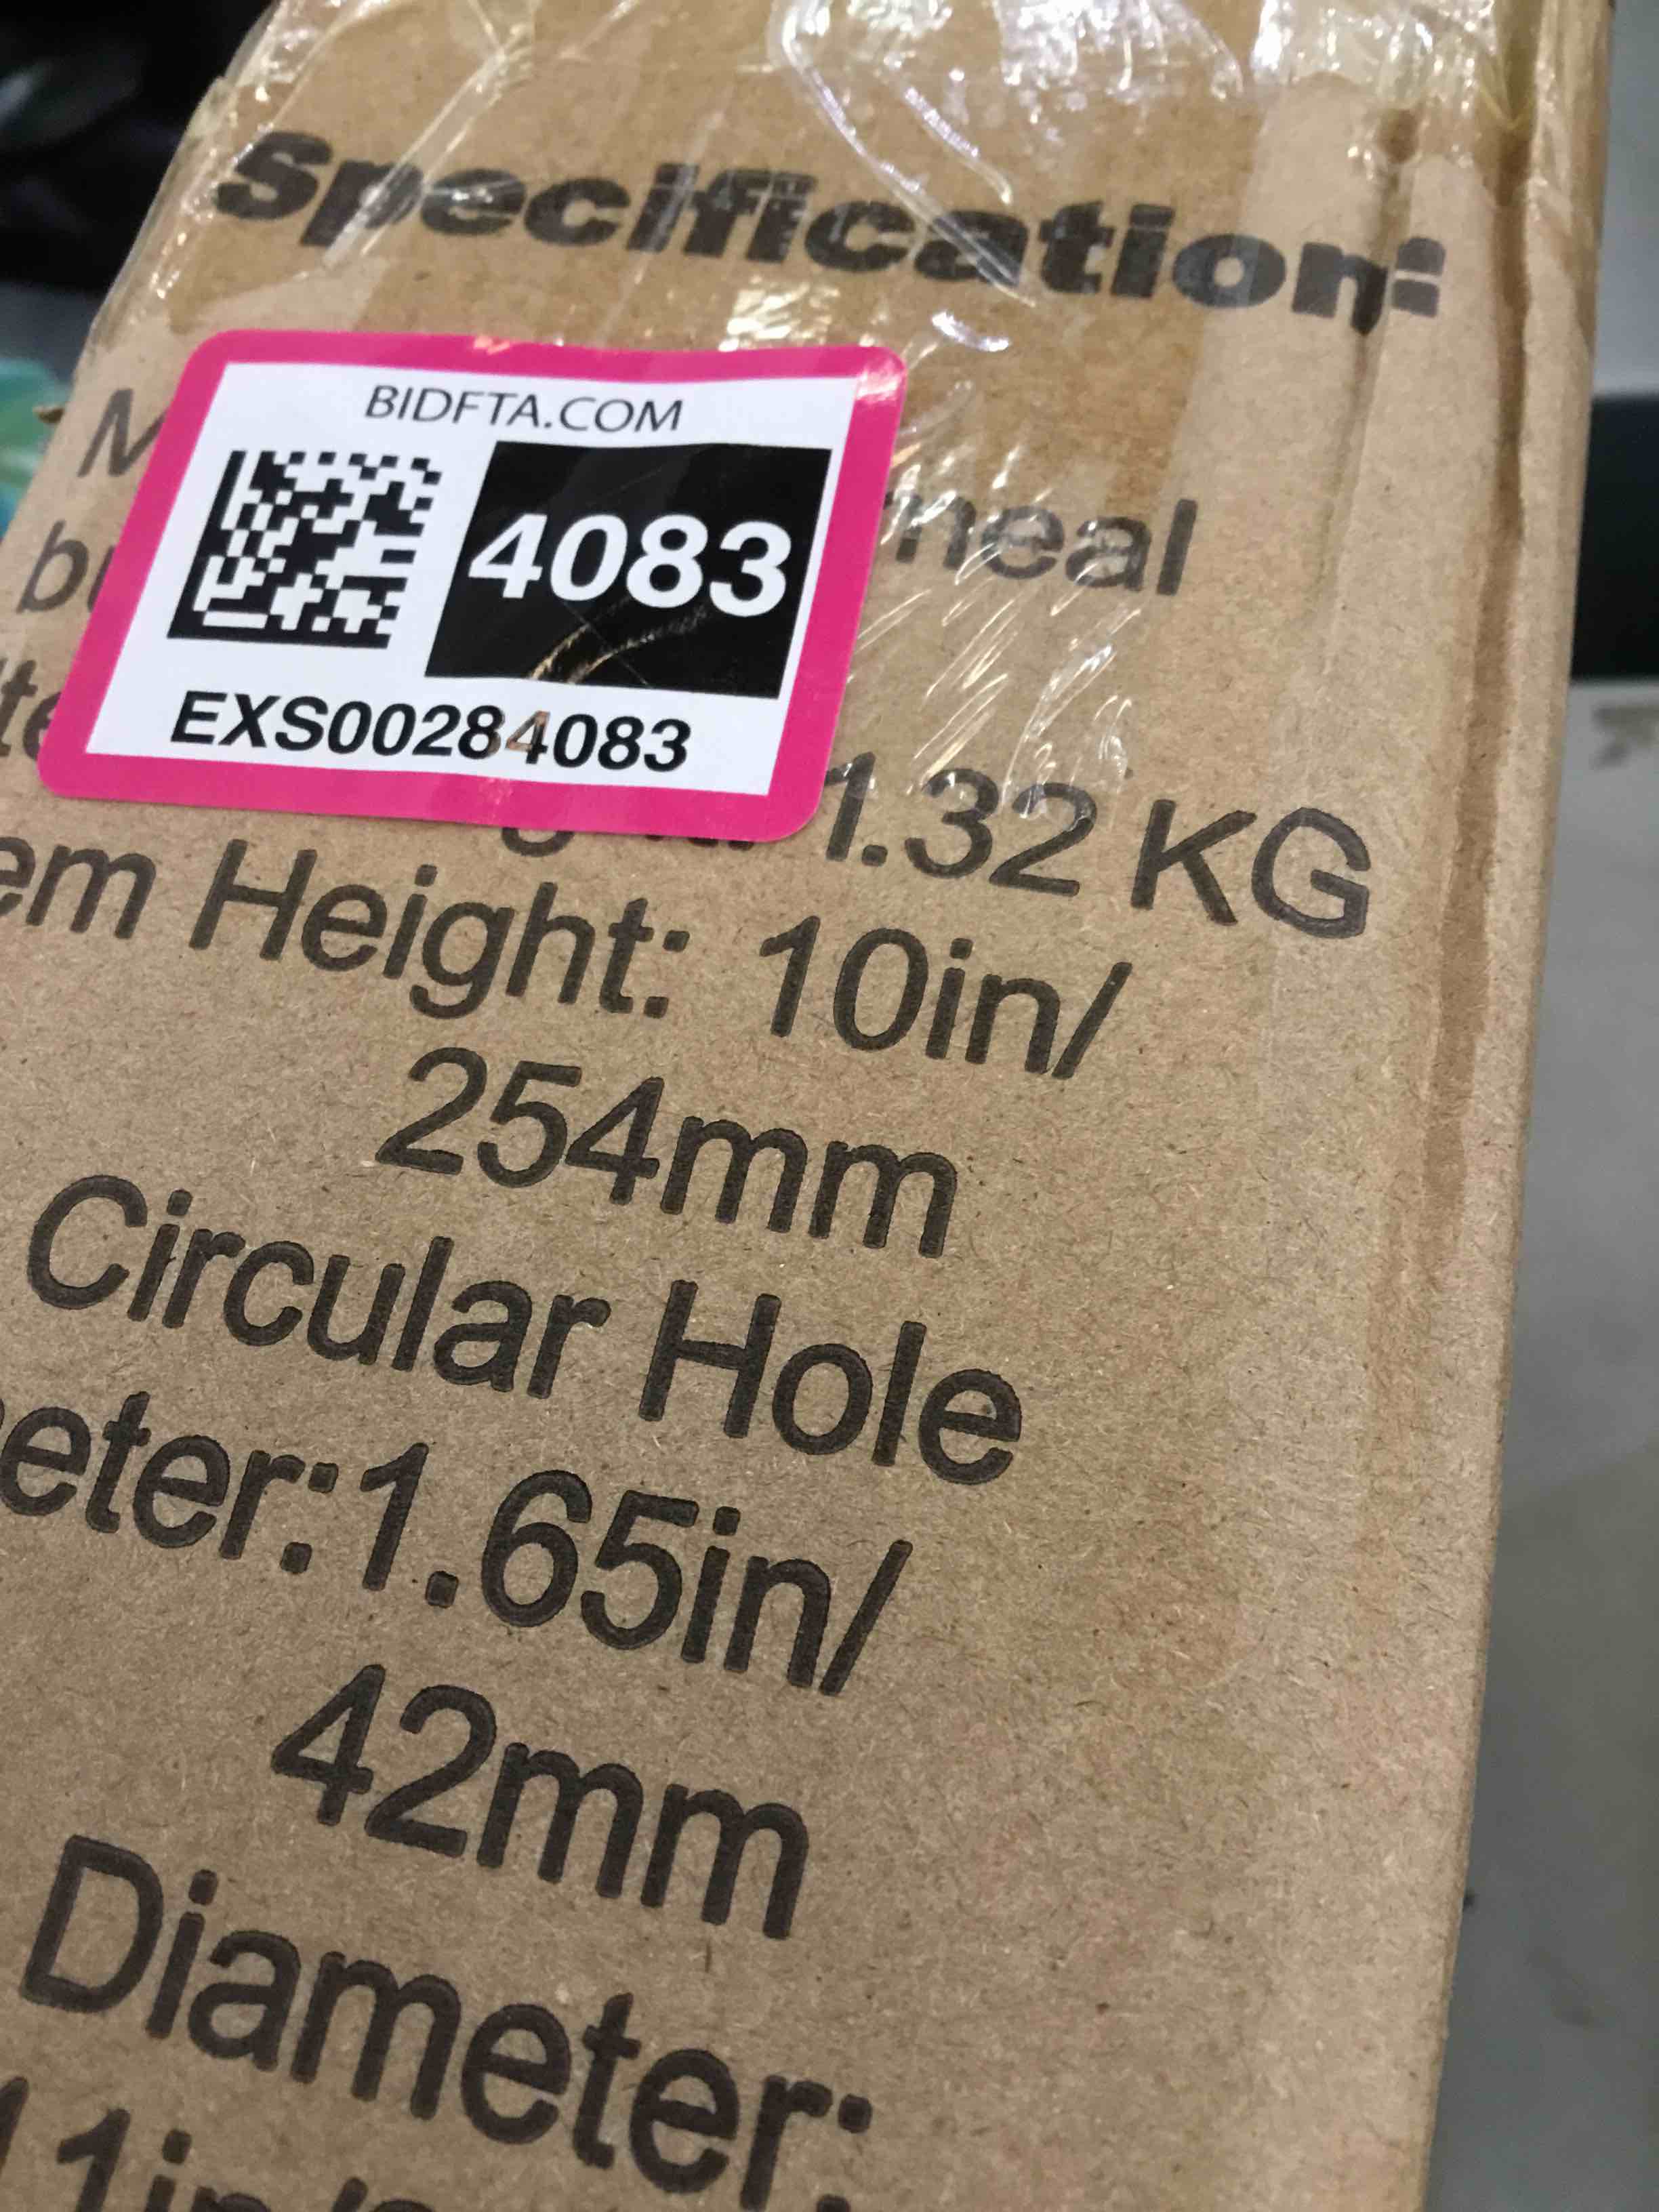 Specification:
BIDFTA.COM
4083
EXS00284083
meal
1.32 KG
em Height: 10in/
254mm
Circular Hole
eter:1.65in/
42mm
Diameter: